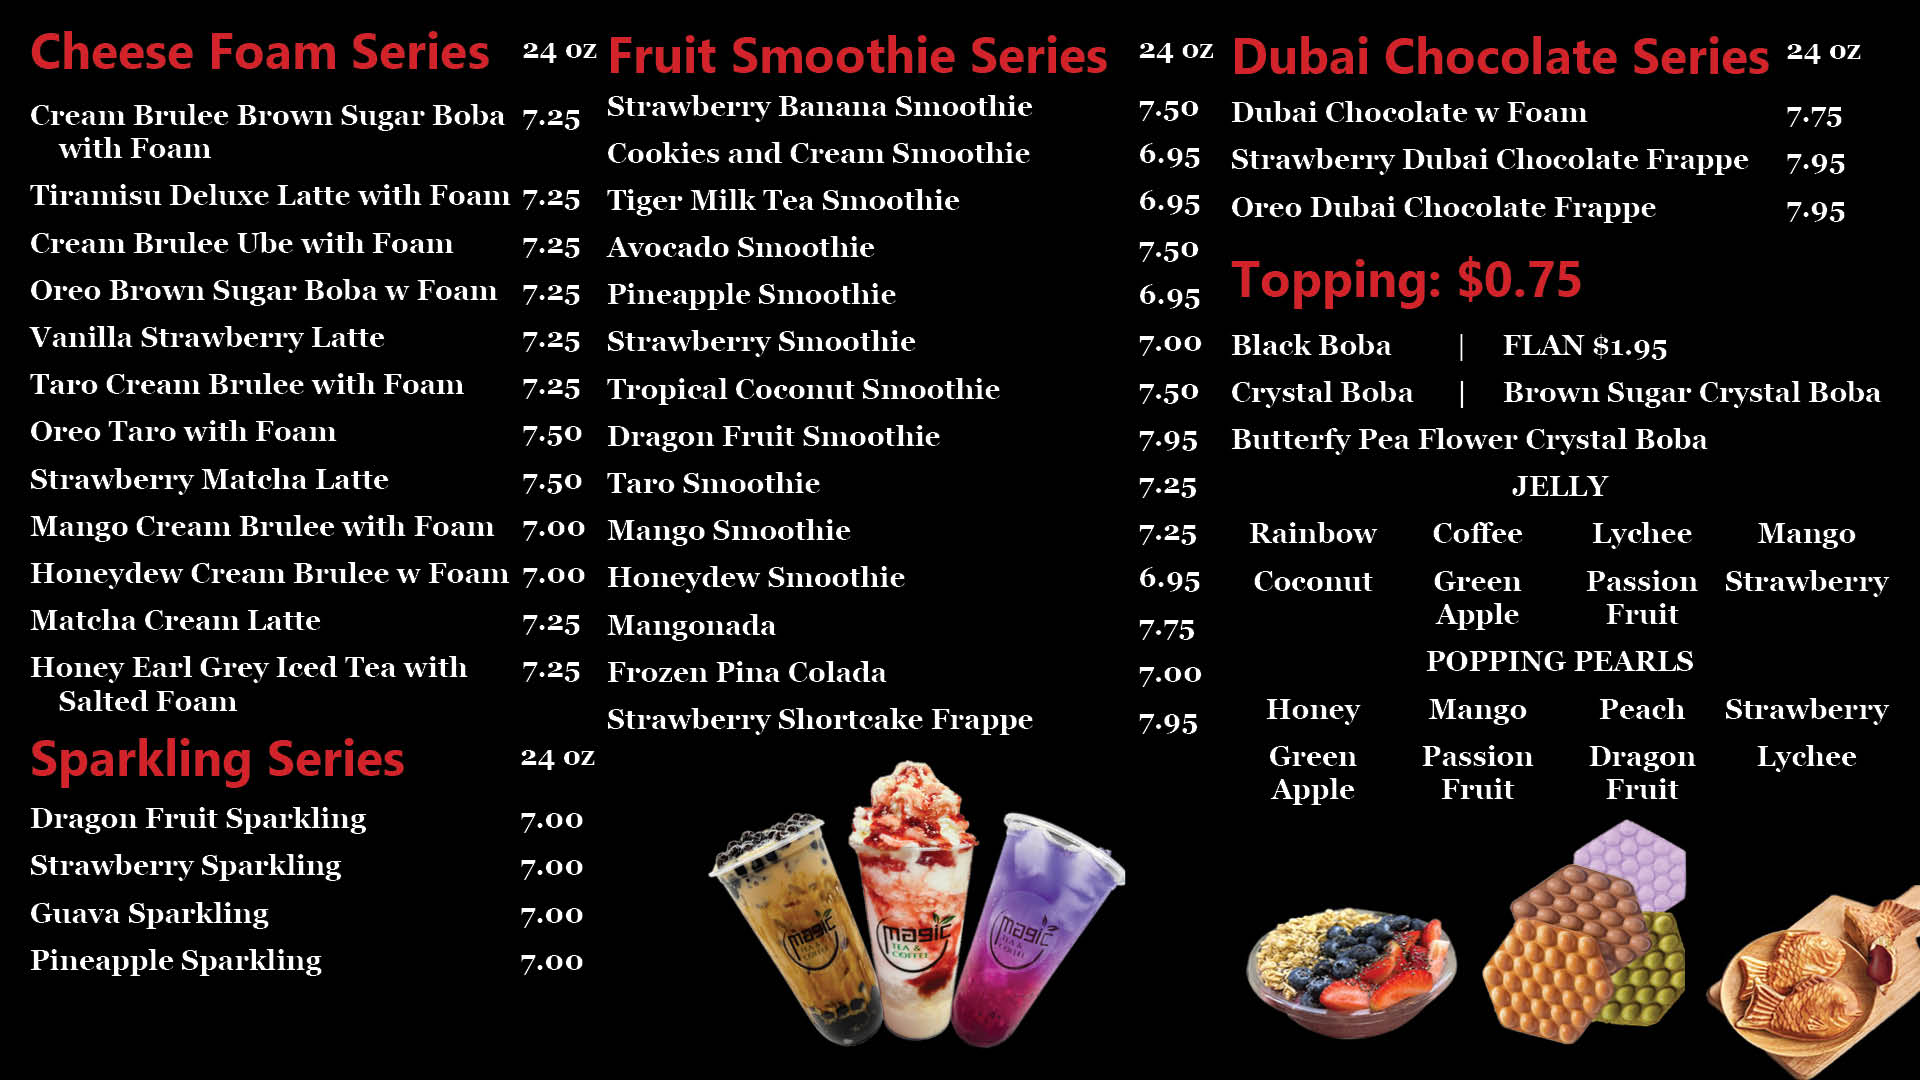 Cheese Foam Series 24 oz
Cream Brulee Brown Sugar Boba 7.25
with Foam
Tiramisu Deluxe Latte with Foam 7.25
Cream Brulee Ube with Foam 7.25
Oreo Brown Sugar Boba w Foam 7.25
Vanilla Strawberry Latte 7.25
Taro Cream Brulee with Foam 7.25
Oreo Taro with Foam 7.50
Strawberry Matcha Latte 7.50
Mango Cream Brulee with Foam 7.00
Honeydew Cream Brulee w Foam 7.00
Matcha Cream Latte 7.25
Honey Earl Grey Iced Tea with 7.25
Salted Foam
Sparkling Series 24 oz
Dragon Fruit Sparkling 7.00
Strawberry Sparkling 7.00
Guava Sparkling 7.00
Pineapple Sparkling 7.00
Fruit Smoothie Series 24 oz
Strawberry Banana Smoothie 7.50
Cookies and Cream Smoothie 6.95
Tiger Milk Tea Smoothie 6.95
Avocado Smoothie 7.50
Pineapple Smoothie 6.95
Strawberry Smoothie 7.00
Tropical Coconut Smoothie 7.50
Dragon Fruit Smoothie 7.95
Taro Smoothie 7.25
Mango Smoothie 7.25
Honeydew Smoothie 6.95
Mangonada 7.75
Frozen Pina Colada 7.00
Strawberry Shortcake Frappe 7.95
magic
TEA &
COFFEE
magic
TEA &
COFFEE
magic
TEA &
COFFEE
Dubai Chocolate Series 24 oz
Dubai Chocolate w Foam 7.75
Strawberry Dubai Chocolate Frappe 7.95
Oreo Dubai Chocolate Frappe 7.95
Topping: $0.75
Black Boba | FLAN $1.95
Crystal Boba | Brown Sugar Crystal Boba
Butterfy Pea Flower Crystal Boba
JELLY
Rainbow Coffee Lychee Mango
Coconut Green Passion Strawberry
Apple Fruit
POPPING PEARLS
Honey Mango Peach Strawberry
Green Passion Dragon Lychee
Apple Fruit Fruit